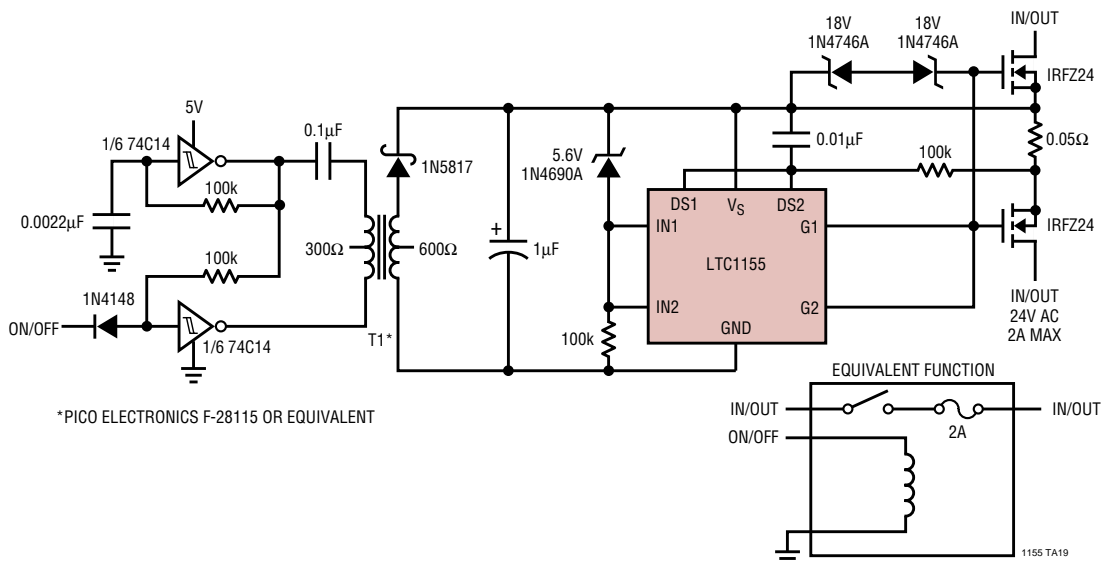 18V
1N4746A
18V
1N4746A
IN/OUT
IRFZ24
5V
1/6 74C14
0.1µF
100k
0.0022µF
1N5817
5.6V
1N4690A
0.01µF
0.05Ω
100k
DS1
VS
DS2
IN1
G1
IRFZ24
300Ω
600Ω
+
1µF
LTC1155
100k
1N4148
ON/OFF
1/6 74C14
T1*
IN2
G2
100k
GND
IN/OUT
24V AC
2A MAX
*PICO ELECTRONICS F-28115 OR EQUIVALENT
EQUIVALENT FUNCTION
IN/OUT
IN/OUT
2A
ON/OFF
1155 TA19